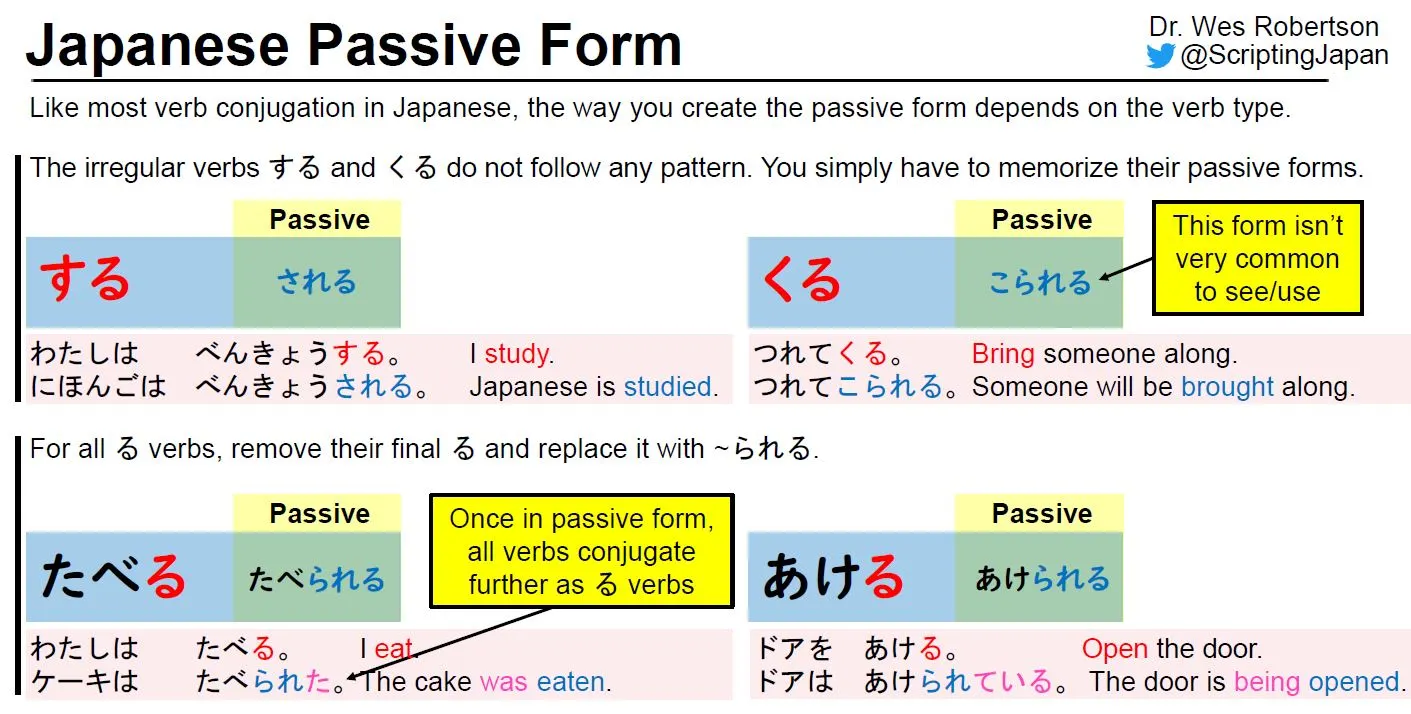 Japanese Passive Form
Dr. Wes Robertson
@ScriptingJapan
Like most verb conjugation in Japanese, the way you create the passive form depends on the verb type.
The irregular verbs する and くる do not follow any pattern. You simply have to memorize their passive forms.
Passive
する される
わたしは べんきょうする。 I study.
にほんごは べんきょうされる。 Japanese is studied.
Passive
くる こられる
This form isn’t
very common
to see/use
つれてくる。 Bring someone along.
つれてこられる。 Someone will be brought along.
For all る verbs, remove their final る and replace it with ~られる.
Passive
たべる たべられる
Once in passive form,
all verbs conjugate
further as る verbs
わたしは たべる。 I eat.
ケーキは たべられた。 The cake was eaten.
Passive
あける あけられる
ドアを あける。 Open the door.
ドアは あけられている。 The door is being opened.